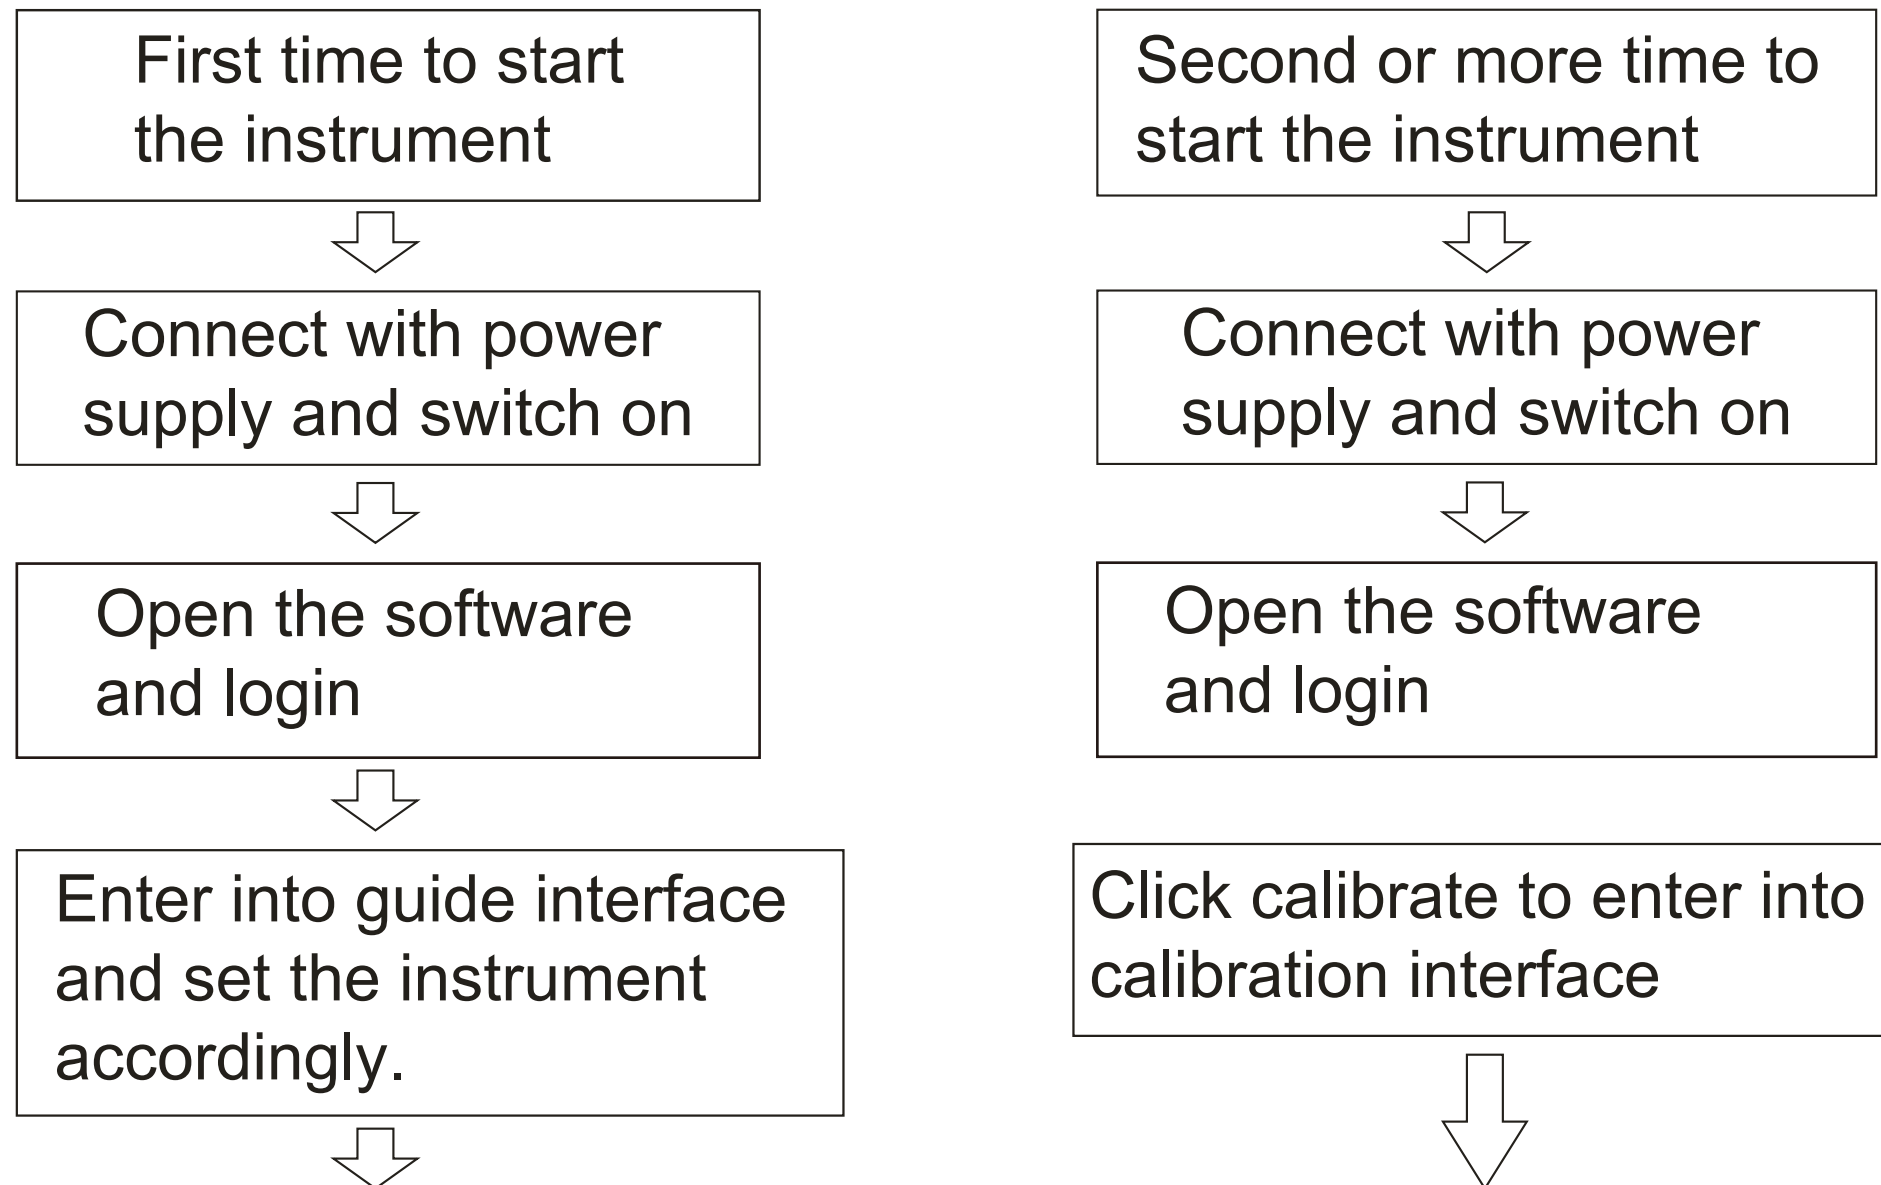 First time to start
the instrument
Connect with power
supply and switch on
Open the software
and login
Enter into guide interface
and set the instrument
accordingly.
Second or more time to
start the instrument
Connect with power
supply and switch on
Open the software
and login
Click calibrate to enter into
calibration interface